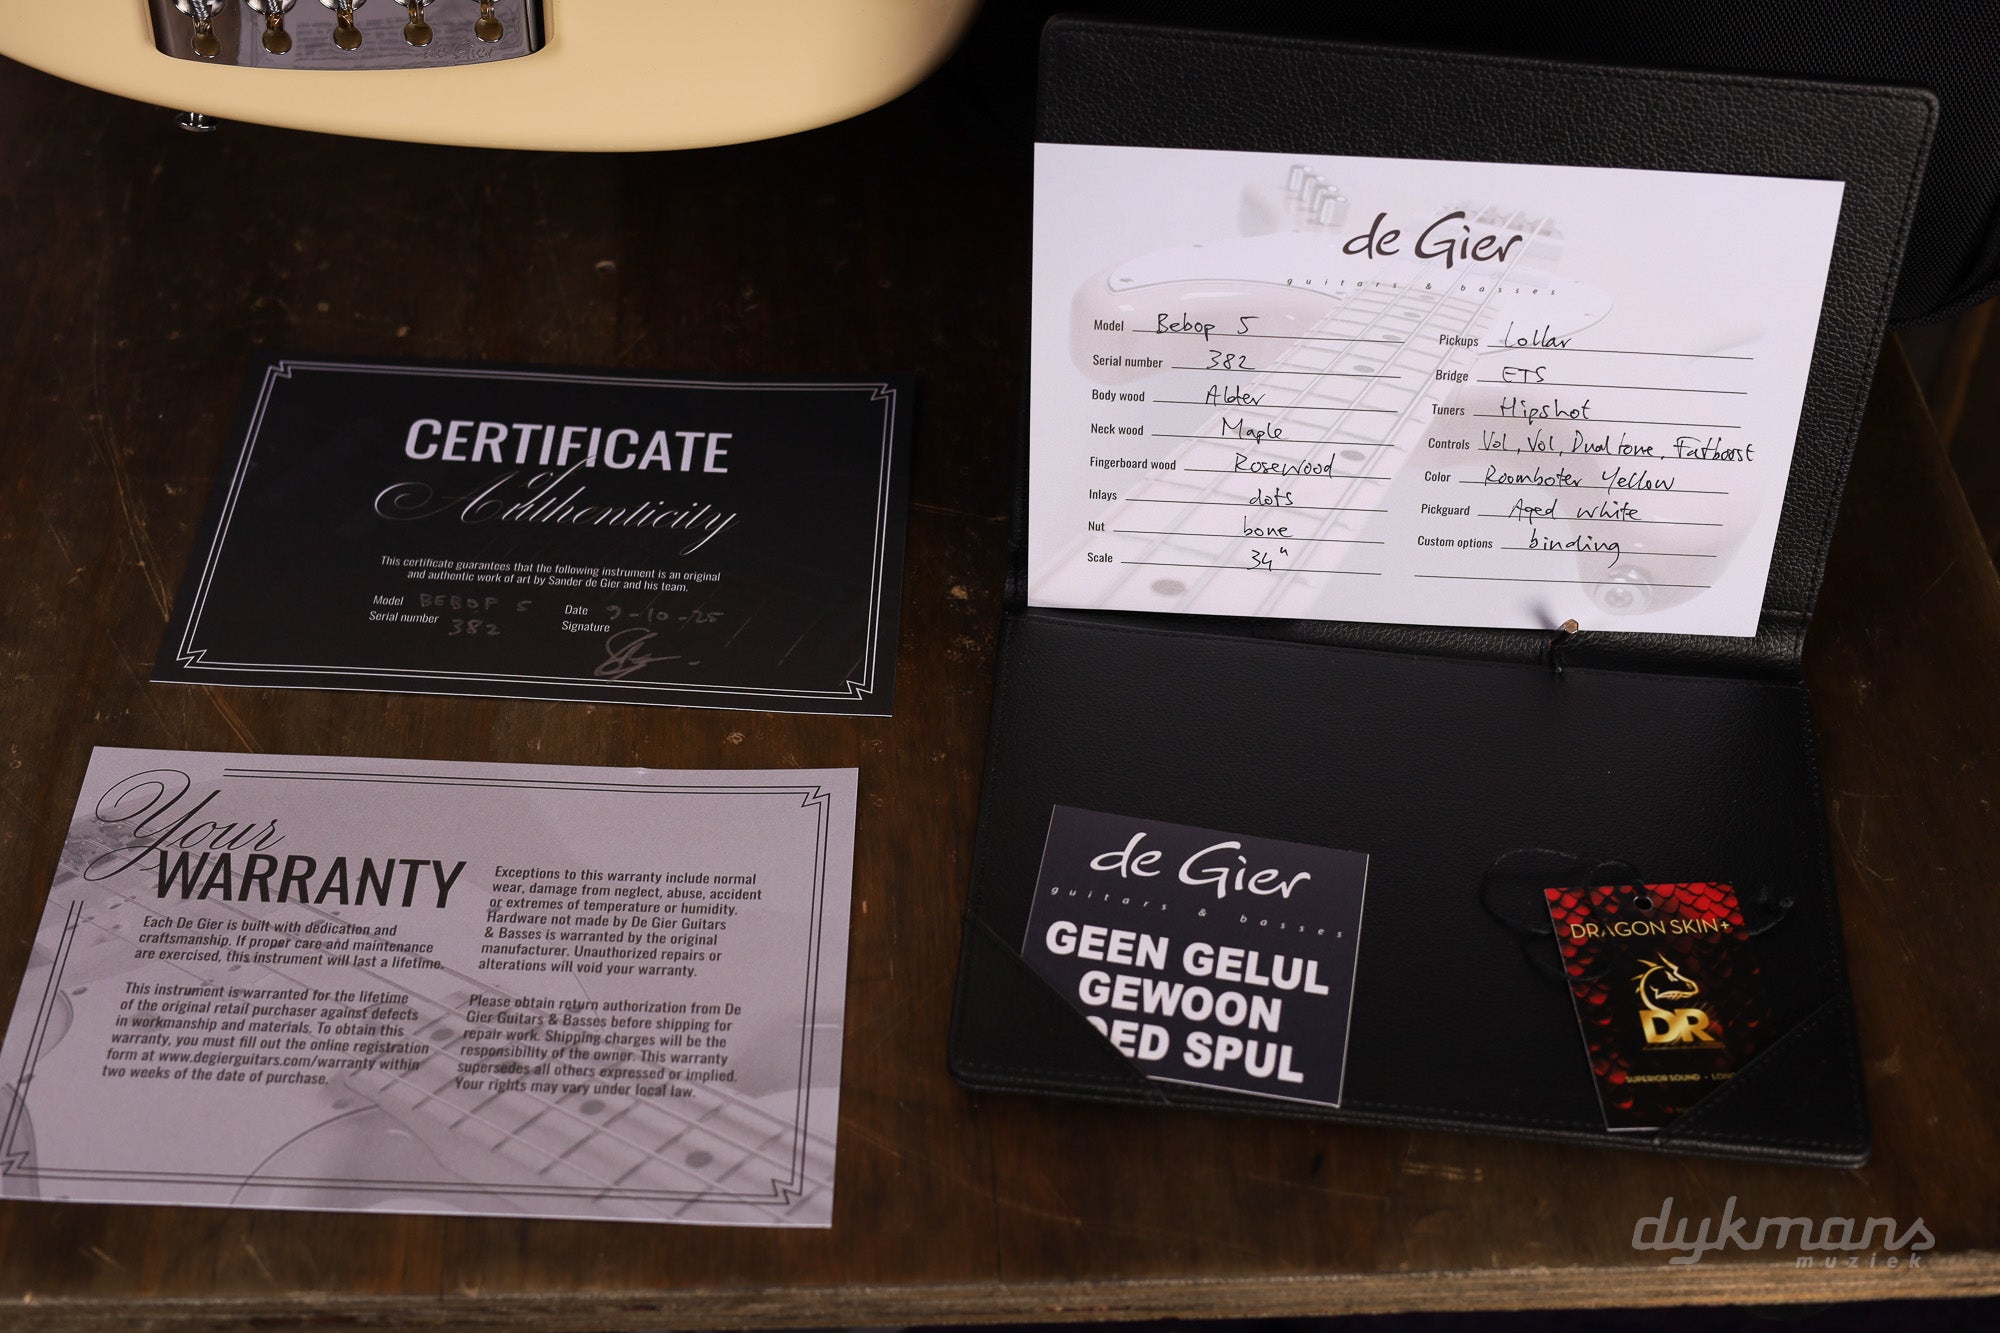 de Gier
CERTIFICATE
of
Authenticity
This certificate guarantees that the following instrument is an original
and authentic work of art by Sander de Gier and his team.
Model BEBOP 5
Serial number 382
Date 9-10-25
Signature
Your
WARRANTY
Each De Gier is built with dedication and
craftsmanship. If proper care and maintenance
are exercised, this instrument will last a lifetime.
This instrument is warranted for the lifetime
of the original retail purchaser against defects
in workmanship and materials. To obtain this
warranty, you must fill out the online registration
form at www.degierguitars.com/warranty within
two weeks of the date of purchase.
Exceptions to this warranty include normal
wear, damage from neglect, abuse, accident
or extremes of temperature or humidity.
Hardware not made by De Gier Guitars
& Basses is warranted by the original
manufacturer. Unauthorized repairs or
alterations will void your warranty.
Please obtain return authorization from De
Gier Guitars & Basses before shipping for
repair work. Shipping charges will be the
responsibility of the owner. This warranty
supersedes all others expressed or implied.
Your rights may vary under local law.
de Gier
guitars & basses
Model Bebop 5
Serial number 382
Body wood Alder
Neck wood Maple
Fingerboard wood Rosewood
Inlays dots
Nut bone
Scale 34"
Pickups Lollar
Bridge ETS
Tuners Hipshot
Controls Vol, Vol, Dual tone, Fatboost
Color Roomboter Yellow
Pickguard Aged white
Custom options binding
de Gier
guitars & basses
GEEN GELUL
GEWOON
OED SPUL
DRAGON SKIN+
DR
SUPERIOR SOUND • LON
dykmans
muziek